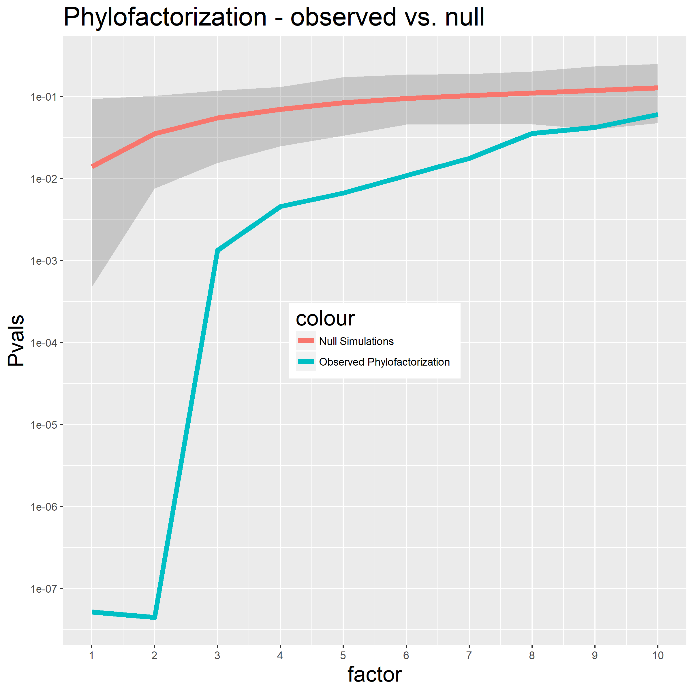 Phylofactorization - observed vs. null
Pvals
1e-01
1e-02
1e-03
1e-04
1e-05
1e-06
1e-07
colour
Null Simulations
Observed Phylofactorization
1 2 3 4 5 6 7 8 9 10
factor